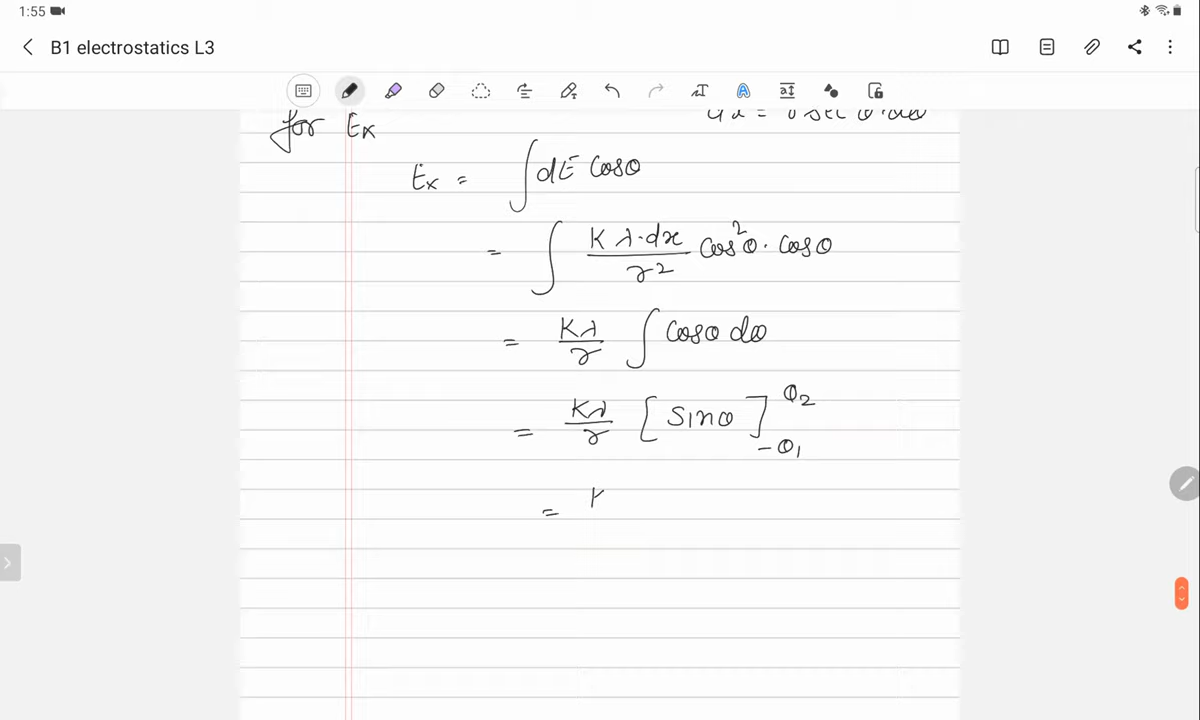 1:55
B1 electrostatics L3
for Ex
Ex = ∫ dE cosθ
= ∫ Kλ·dx/r² cos²θ · cosθ
= Kλ/r ∫ cosθ dθ
= Kλ/r [sinθ]_{-θ₁}^{θ₂}
= K